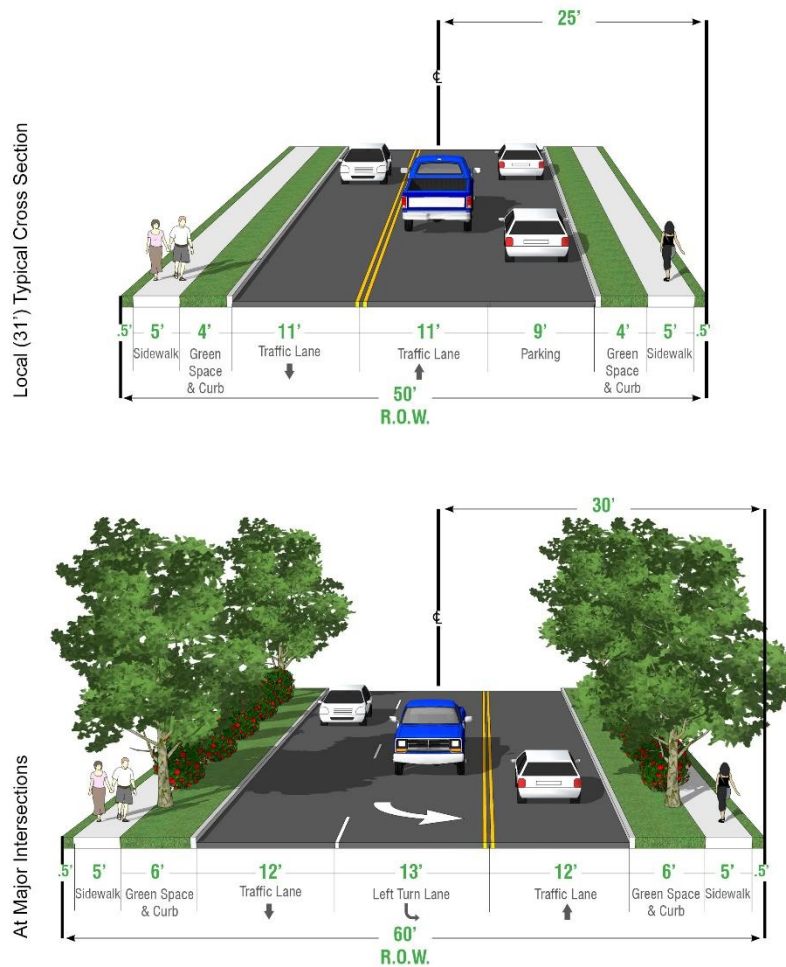 Local (31') Typical Cross Section
25'
℄
.5' 5' 4' 11' 11' 9' 4' 5' .5'
Sidewalk Green Space & Curb Traffic Lane Traffic Lane Parking Green Space & Curb Sidewalk
50'
R.O.W.
At Major Intersections
30'
℄
.5' 5' 6' 12' 13' 12' 6' 5' .5'
Sidewalk Green Space & Curb Traffic Lane Left Turn Lane Traffic Lane Green Space & Curb Sidewalk
60'
R.O.W.